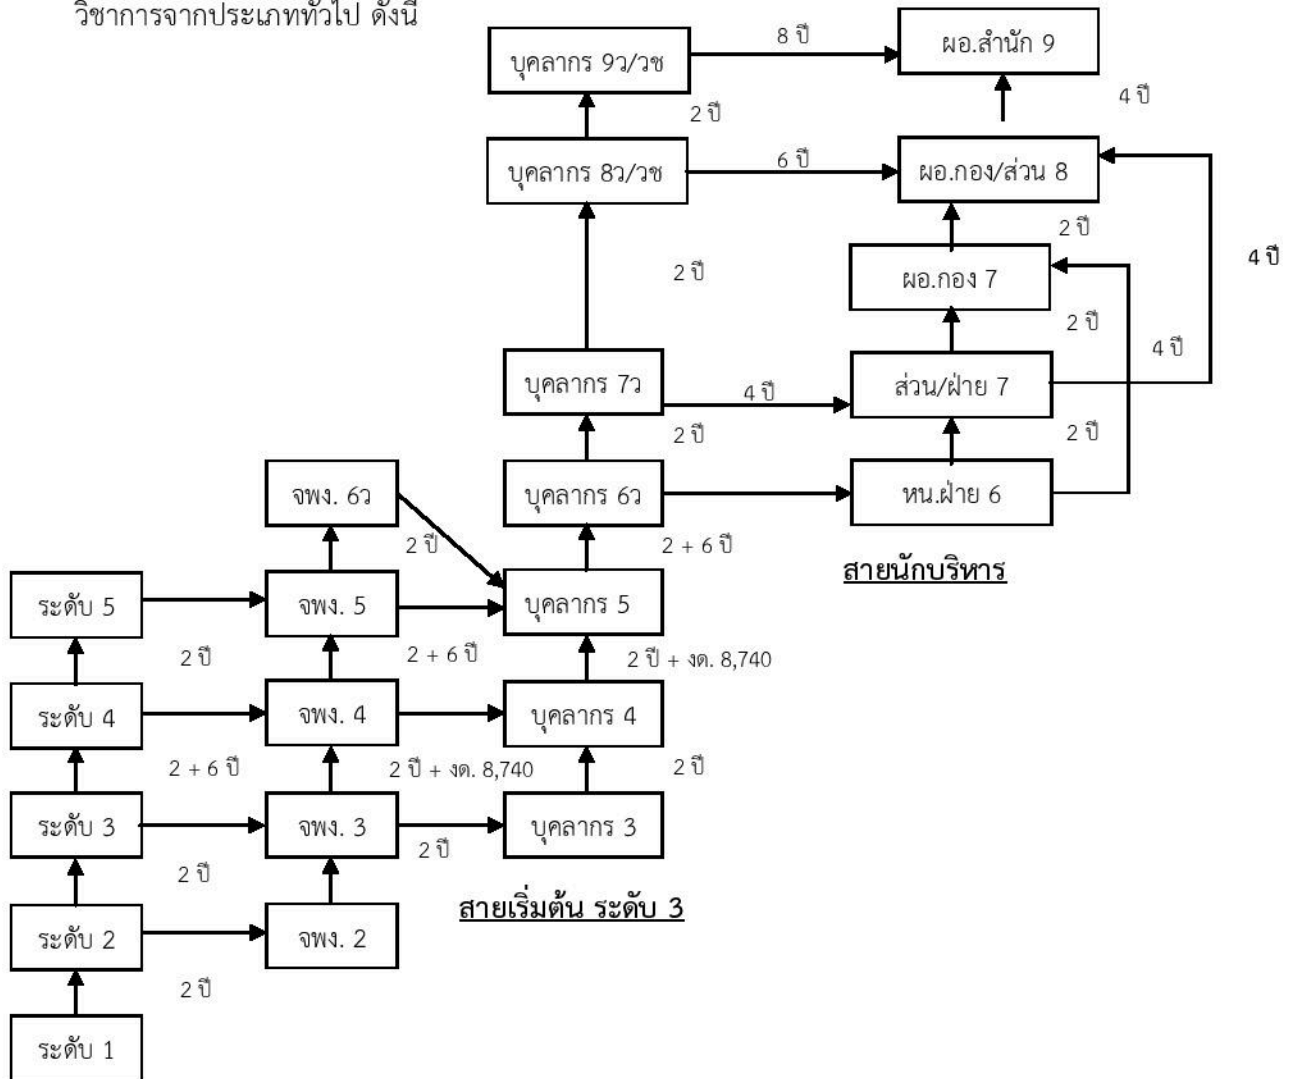 วิชาการจากประเภททั่วไป ดังนี้
บุคลากร 9ว/วช
8 ปี
ผอ.สำนัก 9
2 ปี
4 ปี
บุคลากร 8ว/วช
6 ปี
ผอ.กอง/ส่วน 8
2 ปี
2 ปี
4 ปี
ผอ.กอง 7
2 ปี
4 ปี
บุคลากร 7ว
4 ปี
ส่วน/ฝ่าย 7
2 ปี
2 ปี
จพง. 6ว
บุคลากร 6ว
หน.ฝ่าย 6
2 ปี
2 + 6 ปี
สายนักบริหาร
ระดับ 5
จพง. 5
บุคลากร 5
2 ปี
2 + 6 ปี
2 ปี + งด. 8,740
ระดับ 4
จพง. 4
บุคลากร 4
2 + 6 ปี
2 ปี + งด. 8,740
2 ปี
ระดับ 3
จพง. 3
บุคลากร 3
2 ปี
2 ปี
สายเริ่มต้น ระดับ 3
ระดับ 2
จพง. 2
2 ปี
ระดับ 1